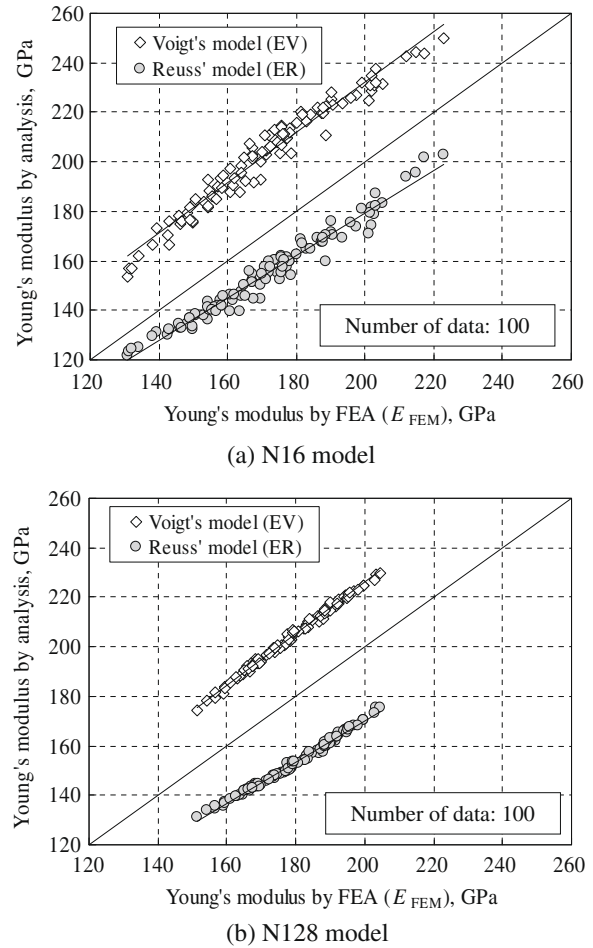 260
240
220
200
180
160
140
120
Young's modulus by analysis, GPa
Voigt's model (EV)
Reuss' model (ER)
Number of data: 100
120 140 160 180 200 220 240 260
Young's modulus by FEA (E FEM), GPa
(a) N16 model
260
240
220
200
180
160
140
120
Young's modulus by analysis, GPa
Voigt's model (EV)
Reuss' model (ER)
Number of data: 100
120 140 160 180 200 220 240 260
Young's modulus by FEA (E FEM), GPa
(b) N128 model